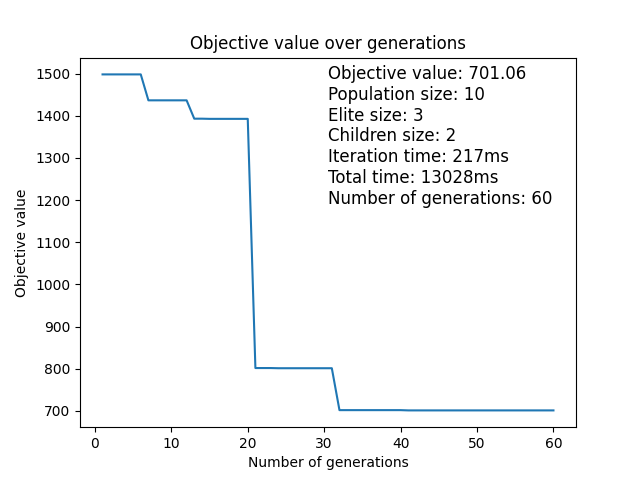 Objective value over generations
Objective value: 701.06
Population size: 10
Elite size: 3
Children size: 2
Iteration time: 217ms
Total time: 13028ms
Number of generations: 60
Objective value
1500
1400
1300
1200
1100
1000
900
800
700
0 10 20 30 40 50 60
Number of generations